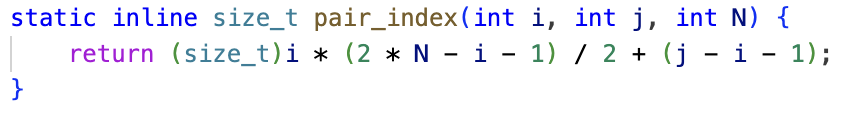 static inline size_t pair_index(int i, int j, int N) {
    return (size_t)i * (2 * N - i - 1) / 2 + (j - i - 1);
}